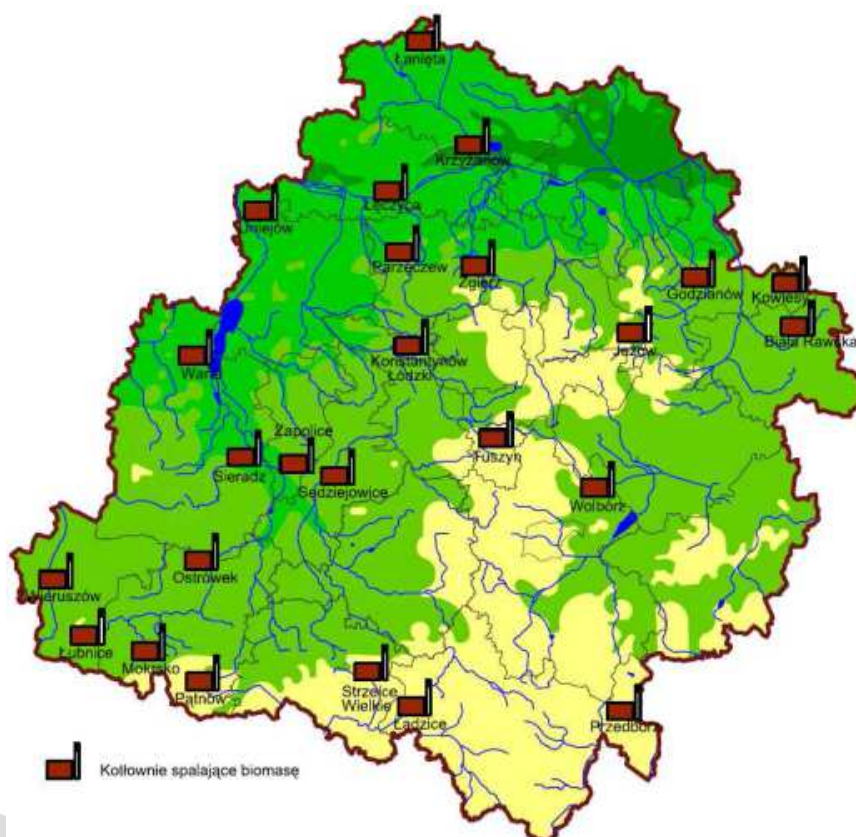 Łanięta
Krzyżanów
Łęczyca
Uniejów
Parzęczew
Zgierz
Godzianów
Kowiesy
Biała Rawska
Jeżów
Konstantynów
Łódzki
Warta
Tuszyn
Zapolice
Sieradz
Sędziejowice
Wolbórz
Ostrówek
Wieruszów
Łubnice
Mokrsko
Pątnów
Strzelce
Wielkie
Ładzice
Przedbórz
Kotłownie spalające biomasę